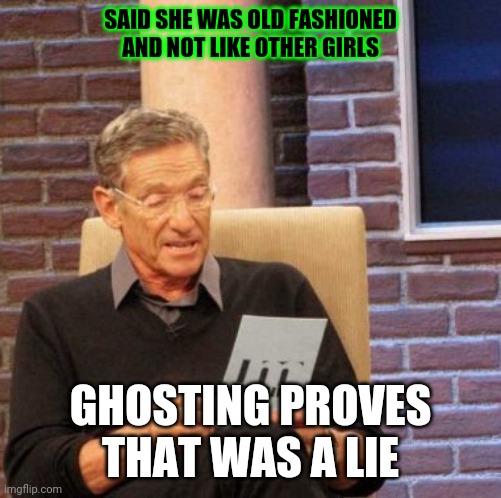 SAID SHE WAS OLD FASHIONED
AND NOT LIKE OTHER GIRLS
GHOSTING PROVES
THAT WAS A LIE
imgflip.com